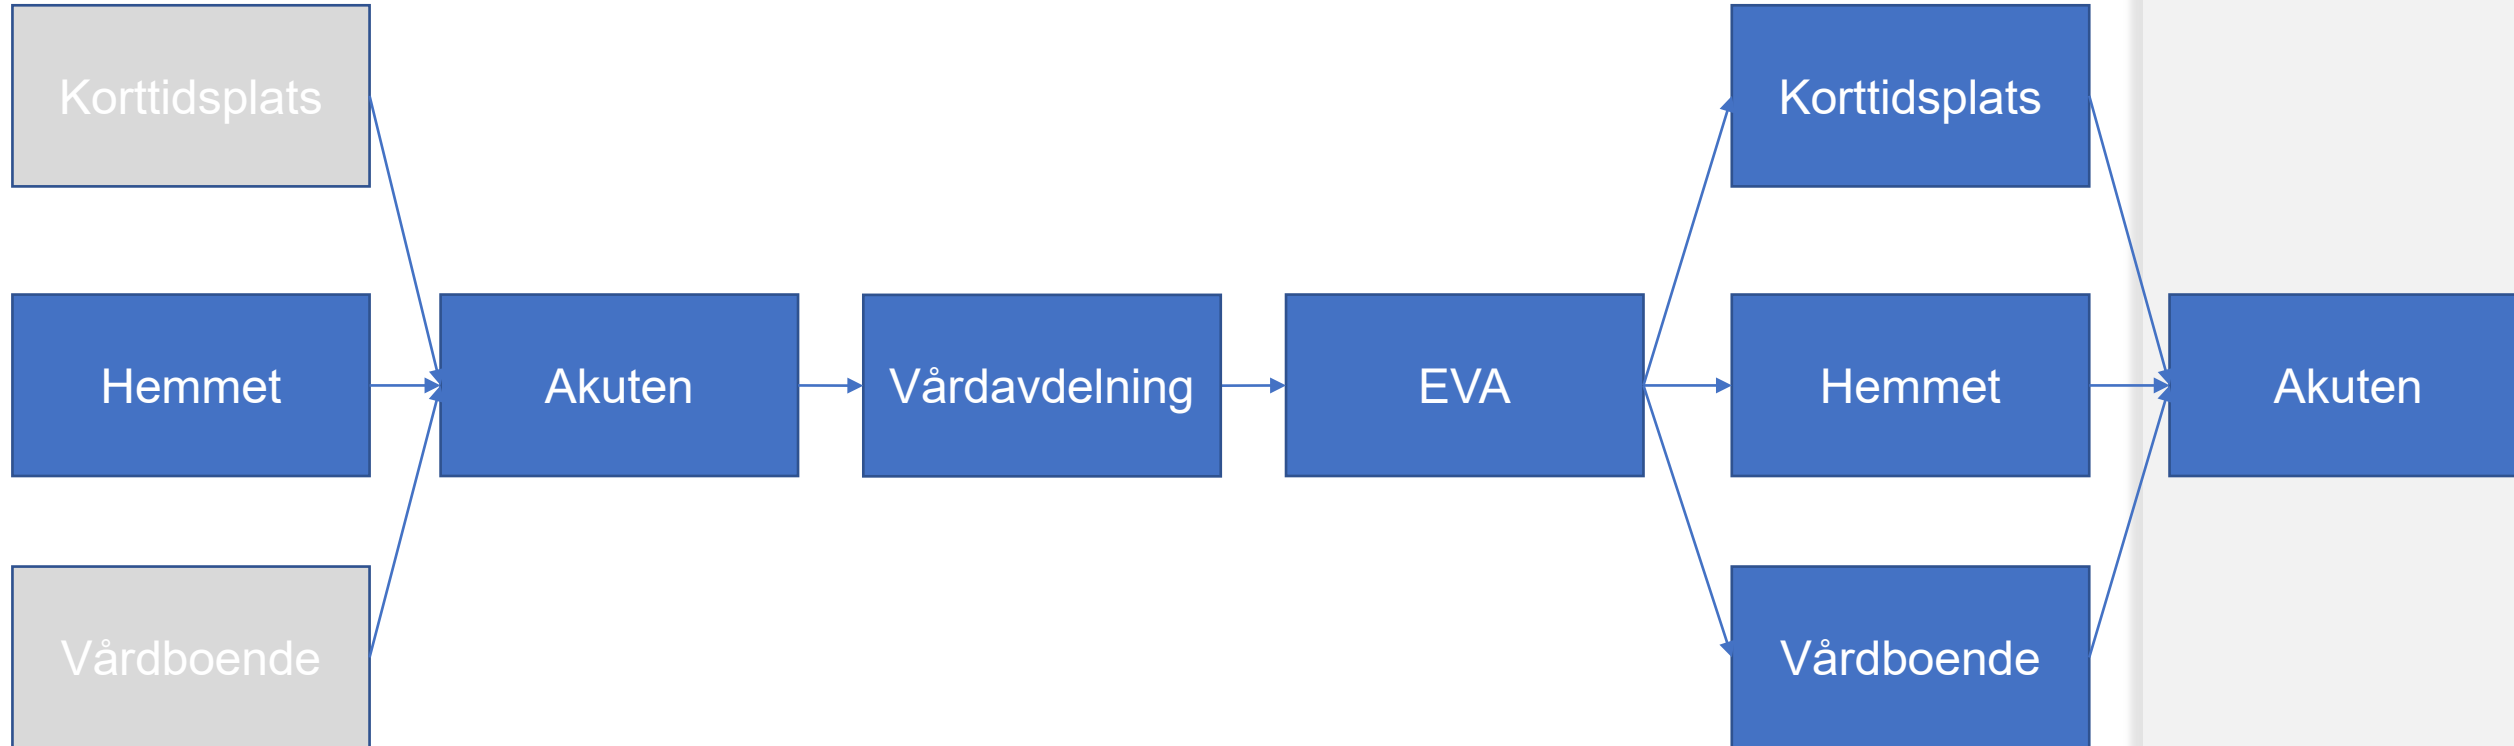 Korttidsplats
Korttidsplats
Hemmet
Akuten
Vårdavdelning
EVA
Hemmet
Akuten
Vårdboende
Vårdboende